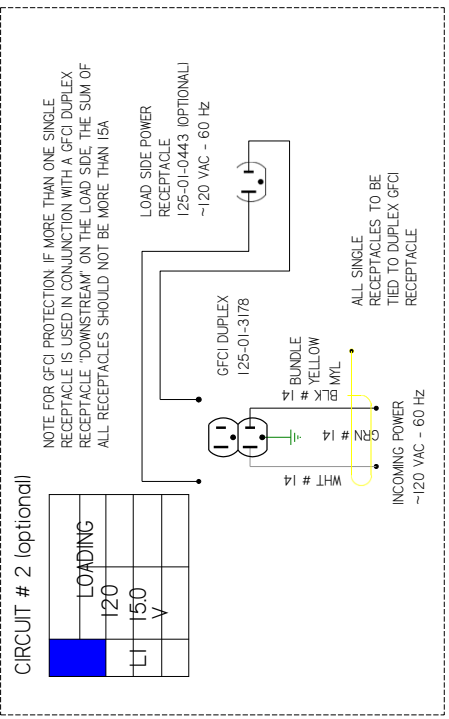 CIRCUIT # 2 (optional)
LOADING
120
L1 15.0
V
NOTE FOR GFCI PROTECTION: IF MORE THAN ONE SINGLE
RECEPTACLE IS USED IN CONJUNCTION WITH A GFCI DUPLEX
RECEPTACLE "DOWNSTREAM" ON THE LOAD SIDE, THE SUM OF
ALL RECEPTACLES SHOULD NOT BE MORE THAN 15A
LOAD SIDE POWER
RECEPTACLE
125-01-0443 (OPTIONAL)
~120 VAC - 60 Hz
GFCI DUPLEX
125-01-3178
BUNDLE
YELLOW
MYL
WHT # 14
GRN # 14
BLK # 14
INCOMING POWER
~120 VAC - 60 HZ
ALL SINGLE
RECEPTACLES TO BE
TIED TO DUPLEX GFCI
RECEPTACLE